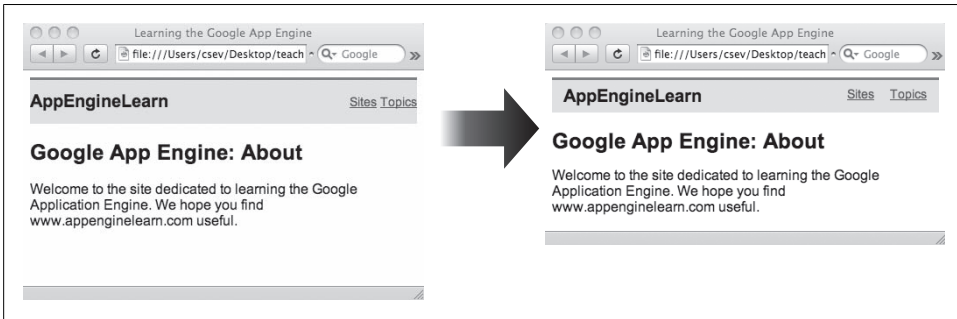 Learning the Google App Engine
file:///Users/csev/Desktop/teach
Google
AppEngineLearn
Sites Topics
Google App Engine: About
Welcome to the site dedicated to learning the Google
Application Engine. We hope you find
www.appenginelearn.com useful.
Learning the Google App Engine
file:///Users/csev/Desktop/teach
Google
AppEngineLearn
Sites Topics
Google App Engine: About
Welcome to the site dedicated to learning the Google
Application Engine. We hope you find
www.appenginelearn.com useful.